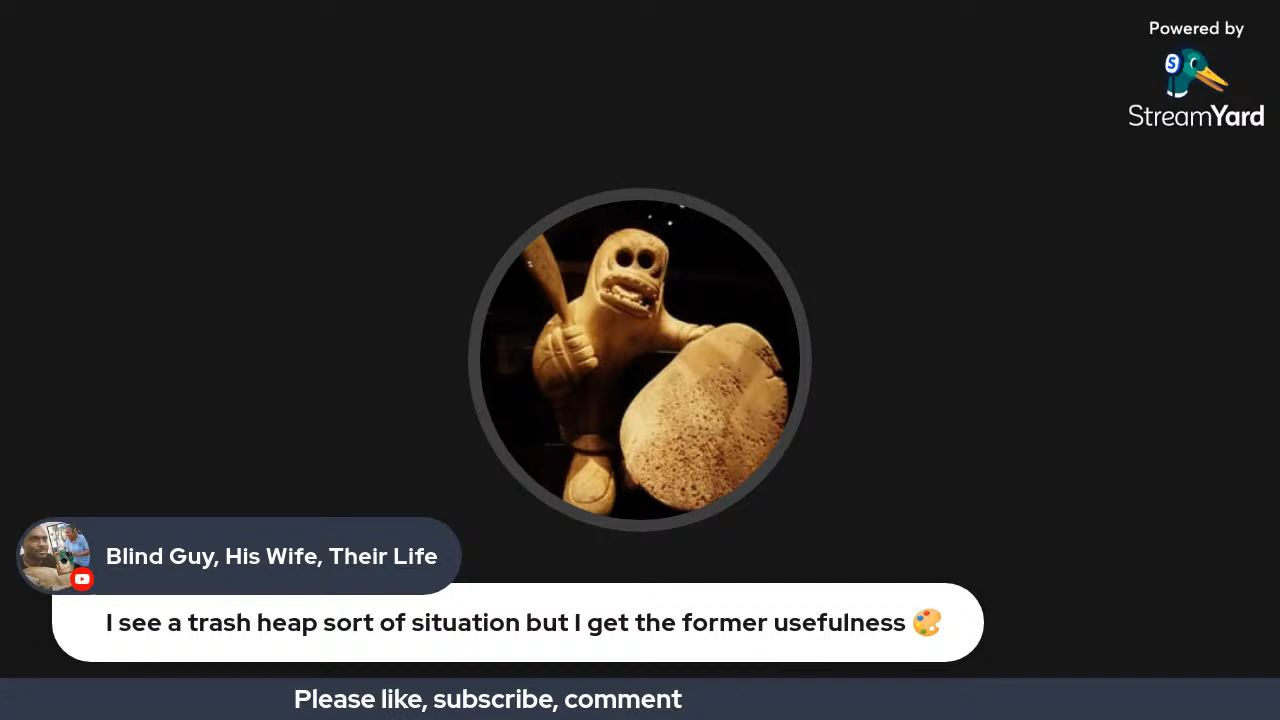 Powered by
StreamYard
Blind Guy, His Wife, Their Life
I see a trash heap sort of situation but I get the former usefulness 🎨
Please like, subscribe, comment